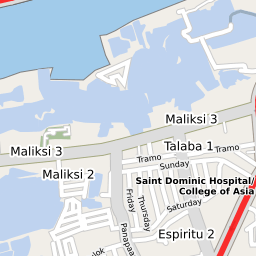 Maliksi 3
Talaba 1
Maliksi 3
Tramo
Tramo
Sunday
Maliksi 2
Saint Dominic Hospital/
College of Asia
Friday
Thursday
Saturday
Espiritu 2